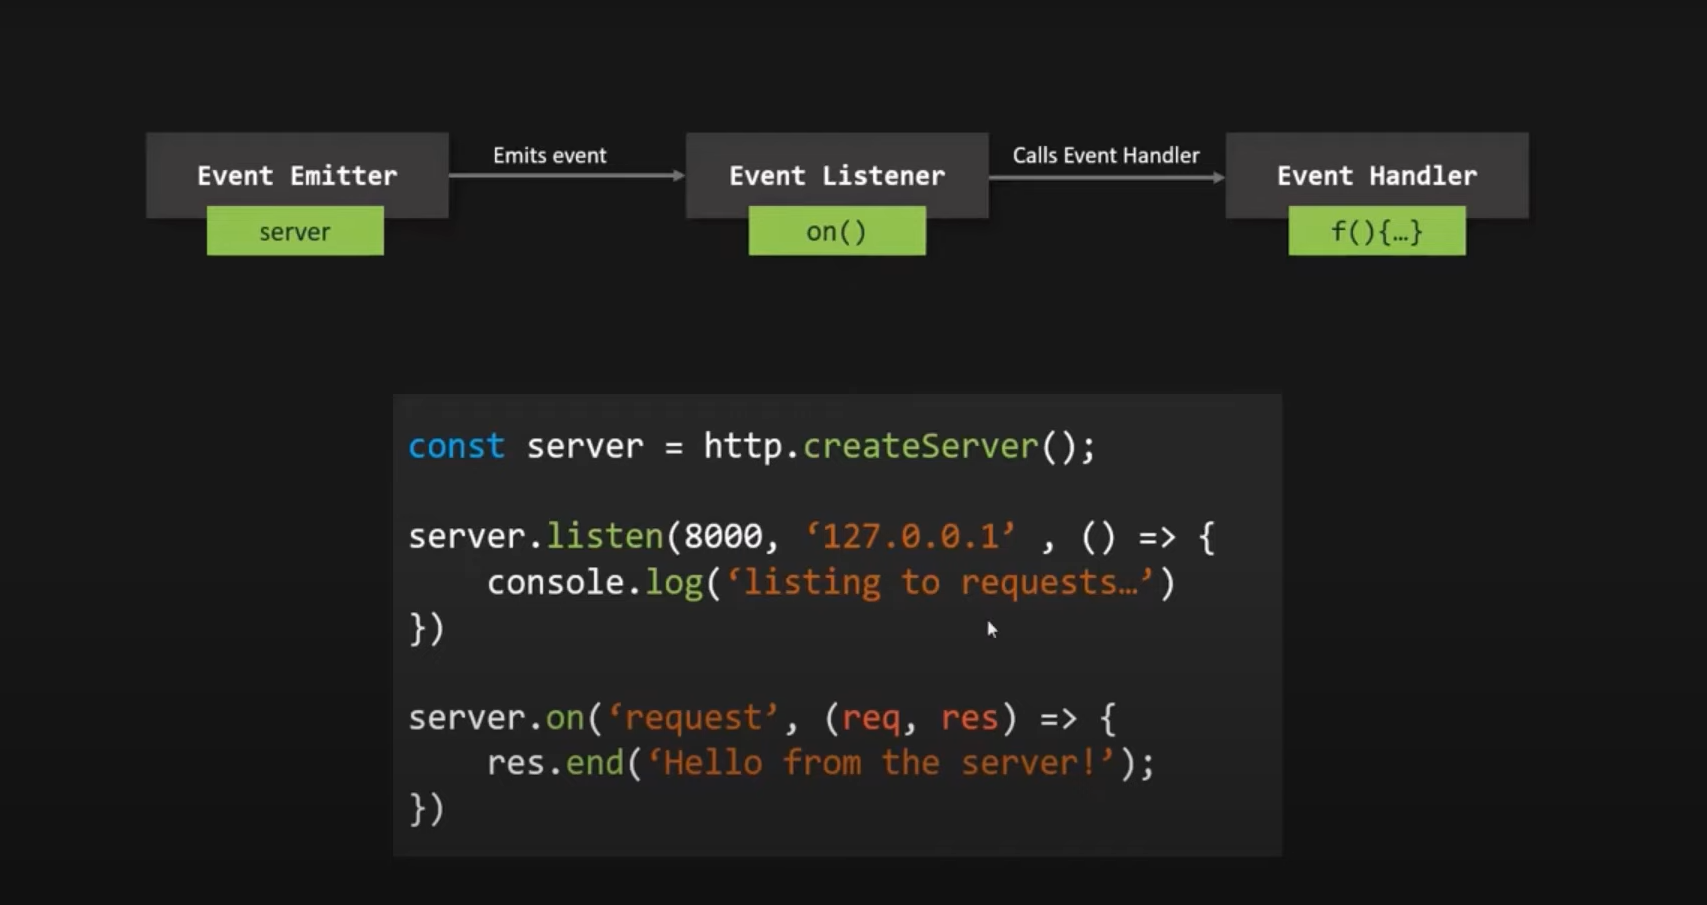 Emits event
Calls Event Handler
Event Emitter
Event Listener
Event Handler
server
on()
f(){…}
const server = http.createServer();
server.listen(8000, ‘127.0.0.1’ , () => {
console.log(‘listing to requests…’)
})
server.on(‘request’, (req, res) => {
res.end(‘Hello from the server!’);
})